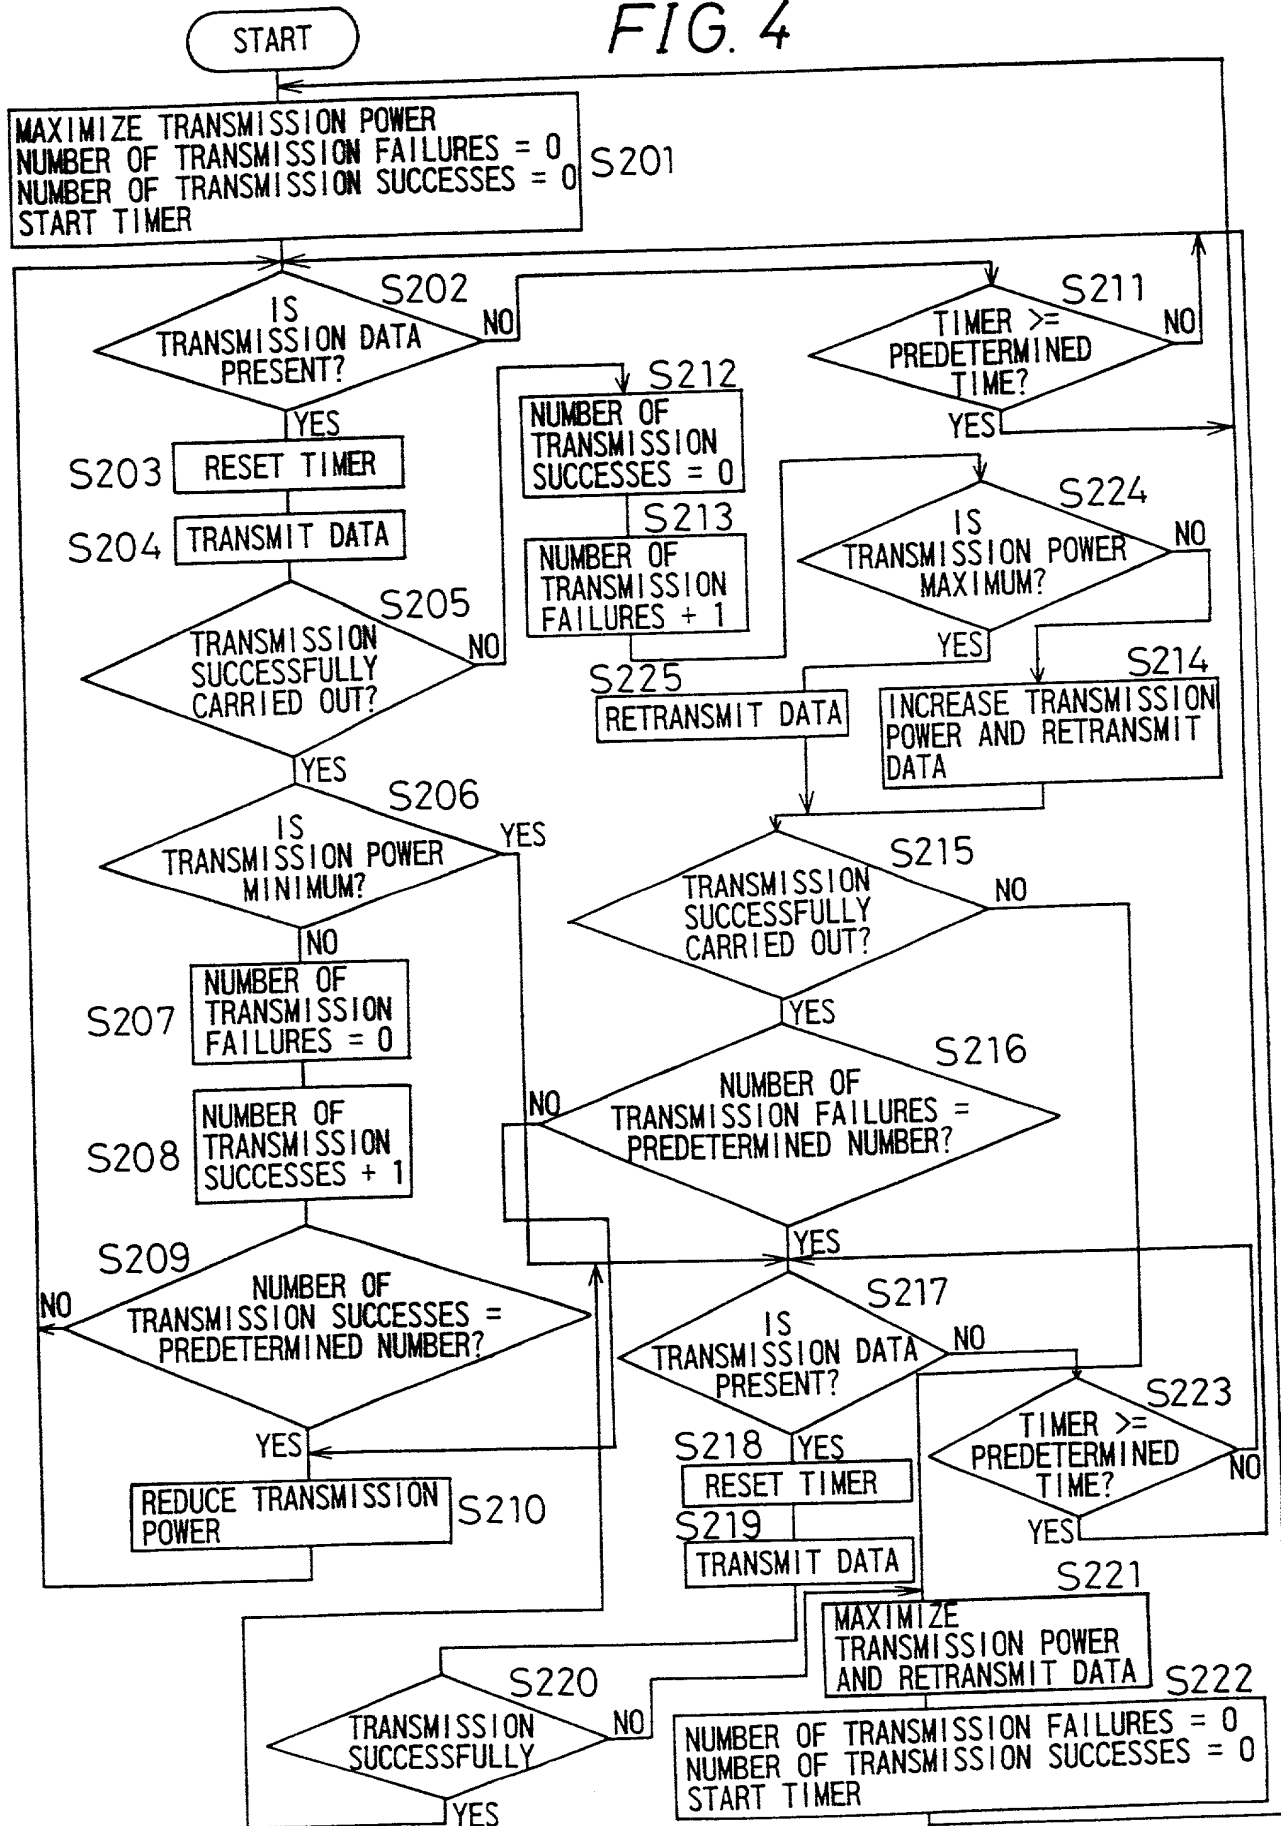 FIG. 4
START
MAXIMIZE TRANSMISSION POWER
NUMBER OF TRANSMISSION FAILURES = 0
NUMBER OF TRANSMISSION SUCCESSES = 0
START TIMER
S201
S202
IS
TRANSMISSION DATA
PRESENT?
NO
YES
S211
TIMER >=
PREDETERMINED
TIME?
NO
YES
S203
RESET TIMER
S204
TRANSMIT DATA
S205
TRANSMISSION
SUCCESSFULLY
CARRIED OUT?
NO
YES
S212
NUMBER OF
TRANSMISSION
SUCCESSES = 0
S213
NUMBER OF
TRANSMISSION
FAILURES + 1
S224
IS
TRANSMISSION POWER
MAXIMUM?
NO
YES
S225
RETRANSMIT DATA
S214
INCREASE TRANSMISSION
POWER AND RETRANSMIT
DATA
S206
IS
TRANSMISSION POWER
MINIMUM?
YES
NO
S215
TRANSMISSION
SUCCESSFULLY
CARRIED OUT?
NO
YES
S207
NUMBER OF
TRANSMISSION
FAILURES = 0
S208
NUMBER OF
TRANSMISSION
SUCCESSES + 1
S216
NUMBER OF
TRANSMISSION FAILURES =
PREDETERMINED NUMBER?
NO
YES
S209
NUMBER OF
TRANSMISSION SUCCESSES =
PREDETERMINED NUMBER?
NO
YES
S210
REDUCE TRANSMISSION
POWER
S217
IS
TRANSMISSION DATA
PRESENT?
NO
YES
S223
TIMER >=
PREDETERMINED
TIME?
NO
YES
S218
RESET TIMER
S219
TRANSMIT DATA
S220
TRANSMISSION
SUCCESSFULLY
NO
YES
S221
MAXIMIZE
TRANSMISSION POWER
AND RETRANSMIT DATA
S222
NUMBER OF TRANSMISSION FAILURES = 0
NUMBER OF TRANSMISSION SUCCESSES = 0
START TIMER